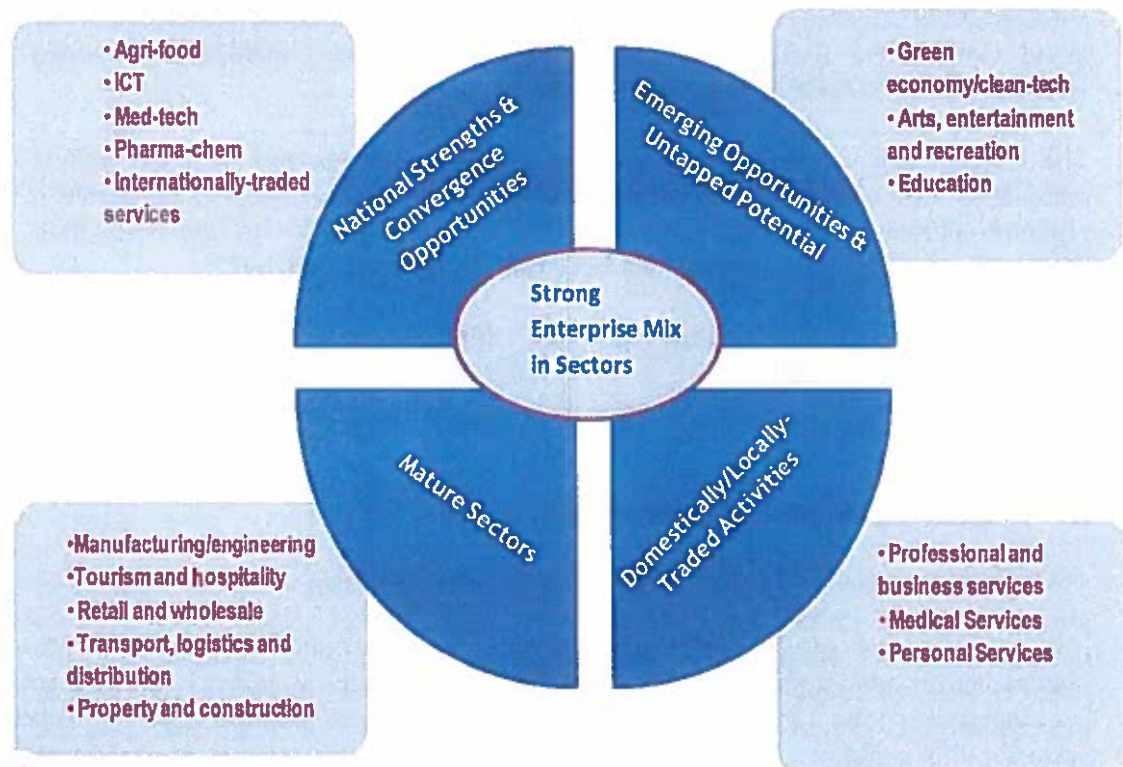 • Agri-food
• ICT
• Med-tech
• Pharma-chem
• Internationally-traded
services
National Strengths &
Convergence
Opportunities
Emerging Opportunities &
Untapped Potential
• Green
economy/clean-tech
• Arts, entertainment
and recreation
• Education
Strong
Enterprise Mix
in Sectors
•Manufacturing/engineering
•Tourism and hospitality
• Retail and wholesale
• Transport, logistics and
distribution
• Property and construction
Mature Sectors
Domestically/Locally-
Traded Activities
• Professional and
business services
• Medical Services
• Personal Services